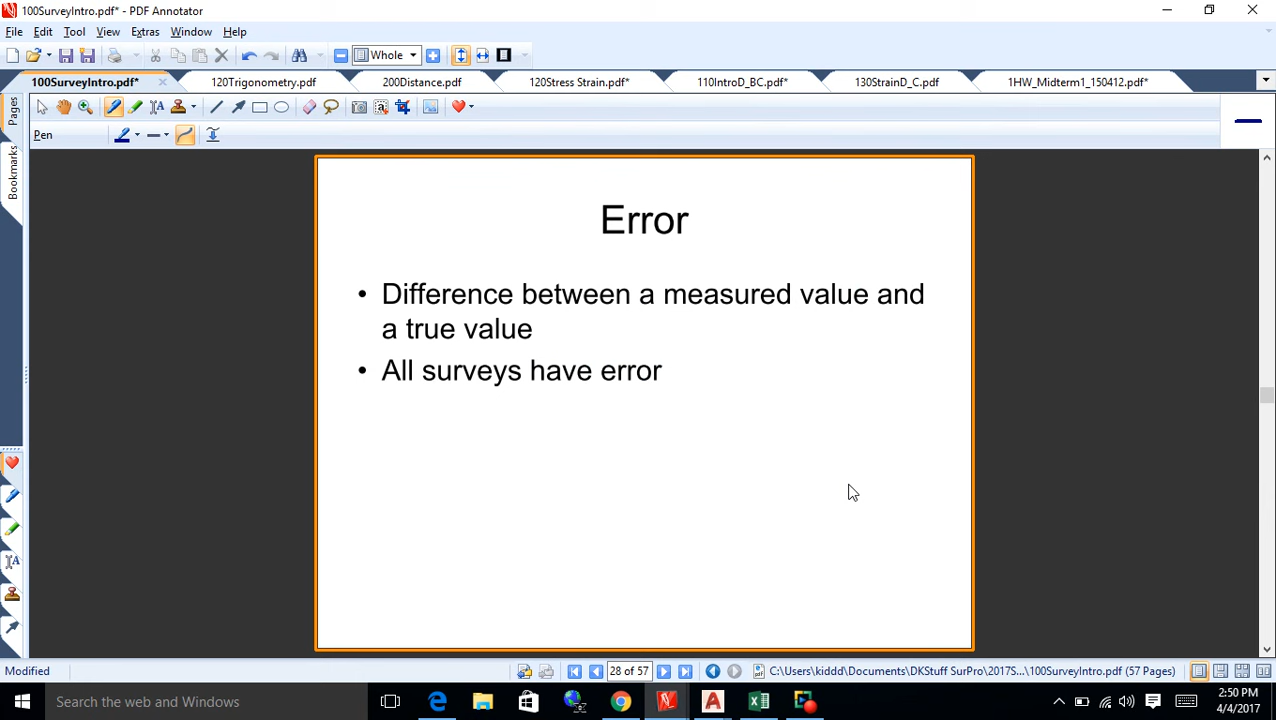 100SurveyIntro.pdf* - PDF Annotator
File Edit Tool View Extras Window Help
Whole
100SurveyIntro.pdf* 120Trigonometry.pdf 200Distance.pdf 120Stress Strain.pdf* 110IntroD_BC.pdf* 130StrainD_C.pdf 1HW_Midterm1_150412.pdf*
Pen
Pages
Bookmarks
Error
• Difference between a measured value and
a true value
• All surveys have error
Modified 28 of 57 C:\Users\kiddd\Documents\DKStuff SurPro\2017S...\100SurveyIntro.pdf (57 Pages)
Search the web and Windows
2:50 PM
4/4/2017